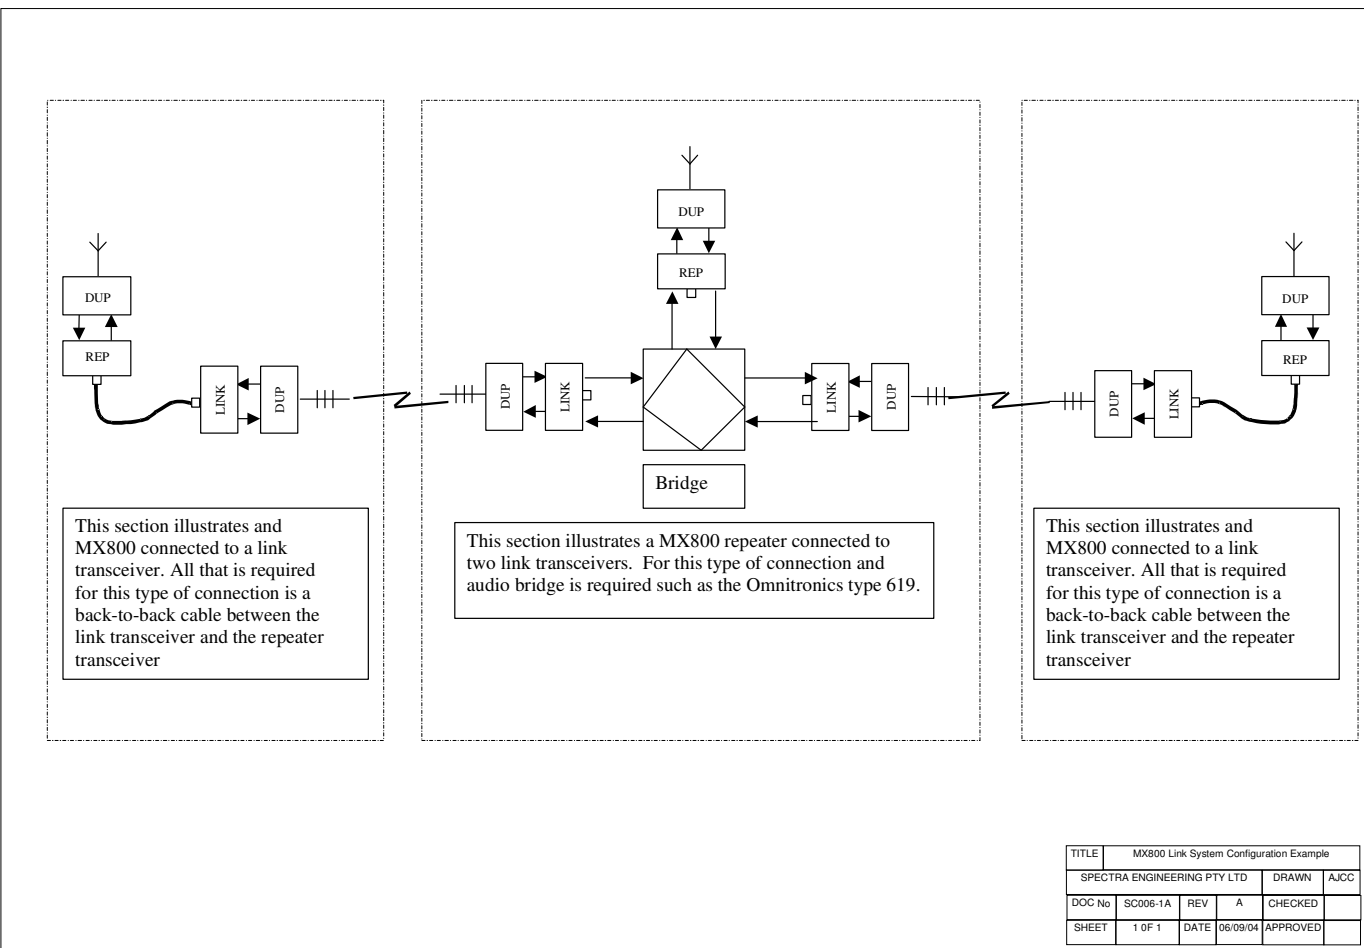 DUP
REP
LINK
DUP
This section illustrates and
MX800 connected to a link
transceiver. All that is required
for this type of connection is a
back-to-back cable between the
link transceiver and the repeater
transceiver
DUP
REP
DUP
LINK
LINK
DUP
Bridge
This section illustrates a MX800 repeater connected to
two link transceivers.  For this type of connection and
audio bridge is required such as the Omnitronics type 619.
DUP
REP
DUP
LINK
This section illustrates and
MX800 connected to a link
transceiver. All that is required
for this type of connection is a
back-to-back cable between the
link transceiver and the repeater
transceiver
TITLE MX800 Link System Configuration Example
SPECTRA ENGINEERING PTY LTD DRAWN AJCC
DOC No SC006-1A REV A CHECKED
SHEET 1 0F 1 DATE 06/09/04 APPROVED